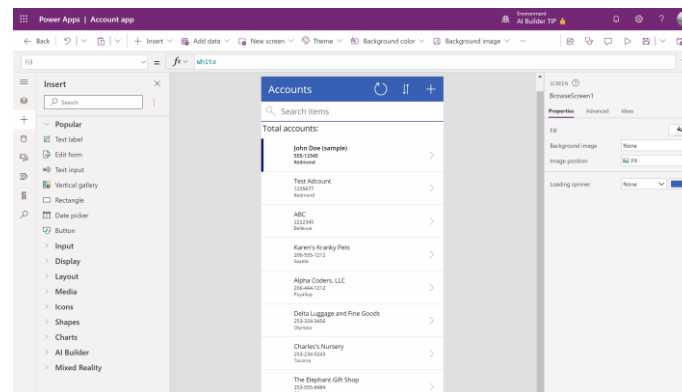 Power Apps | Account app
Environment
AI Builder TIP
Back
Insert
Add data
New screen
Theme
Background color
Background image
Fill
=
fx
White
Insert
Search
Popular
Text label
Edit form
Text input
Vertical gallery
Rectangle
Date picker
Button
Input
Display
Layout
Media
Icons
Shapes
Charts
AI Builder
Mixed Reality
Accounts
Search items
Total accounts:
John Doe (sample)
555-12345
Redmond
Test Adcount
1235677
Redmond
ABC
2222345
Bellevue
Karen's Kranky Pets
206-555-1212
Seattle
Alpha Coders, LLC
206-444-1212
Puyallup
Delta Luggage and Fine Goods
253-324-3456
Olympia
Charles's Nursery
253-234-5243
Tacoma
The Elephant Gift Shop
253-555-8484
SCREEN
BrowseScreen1
Properties Advanced Ideas
Fill
Background image None
Image position Fit
Loading spinner None